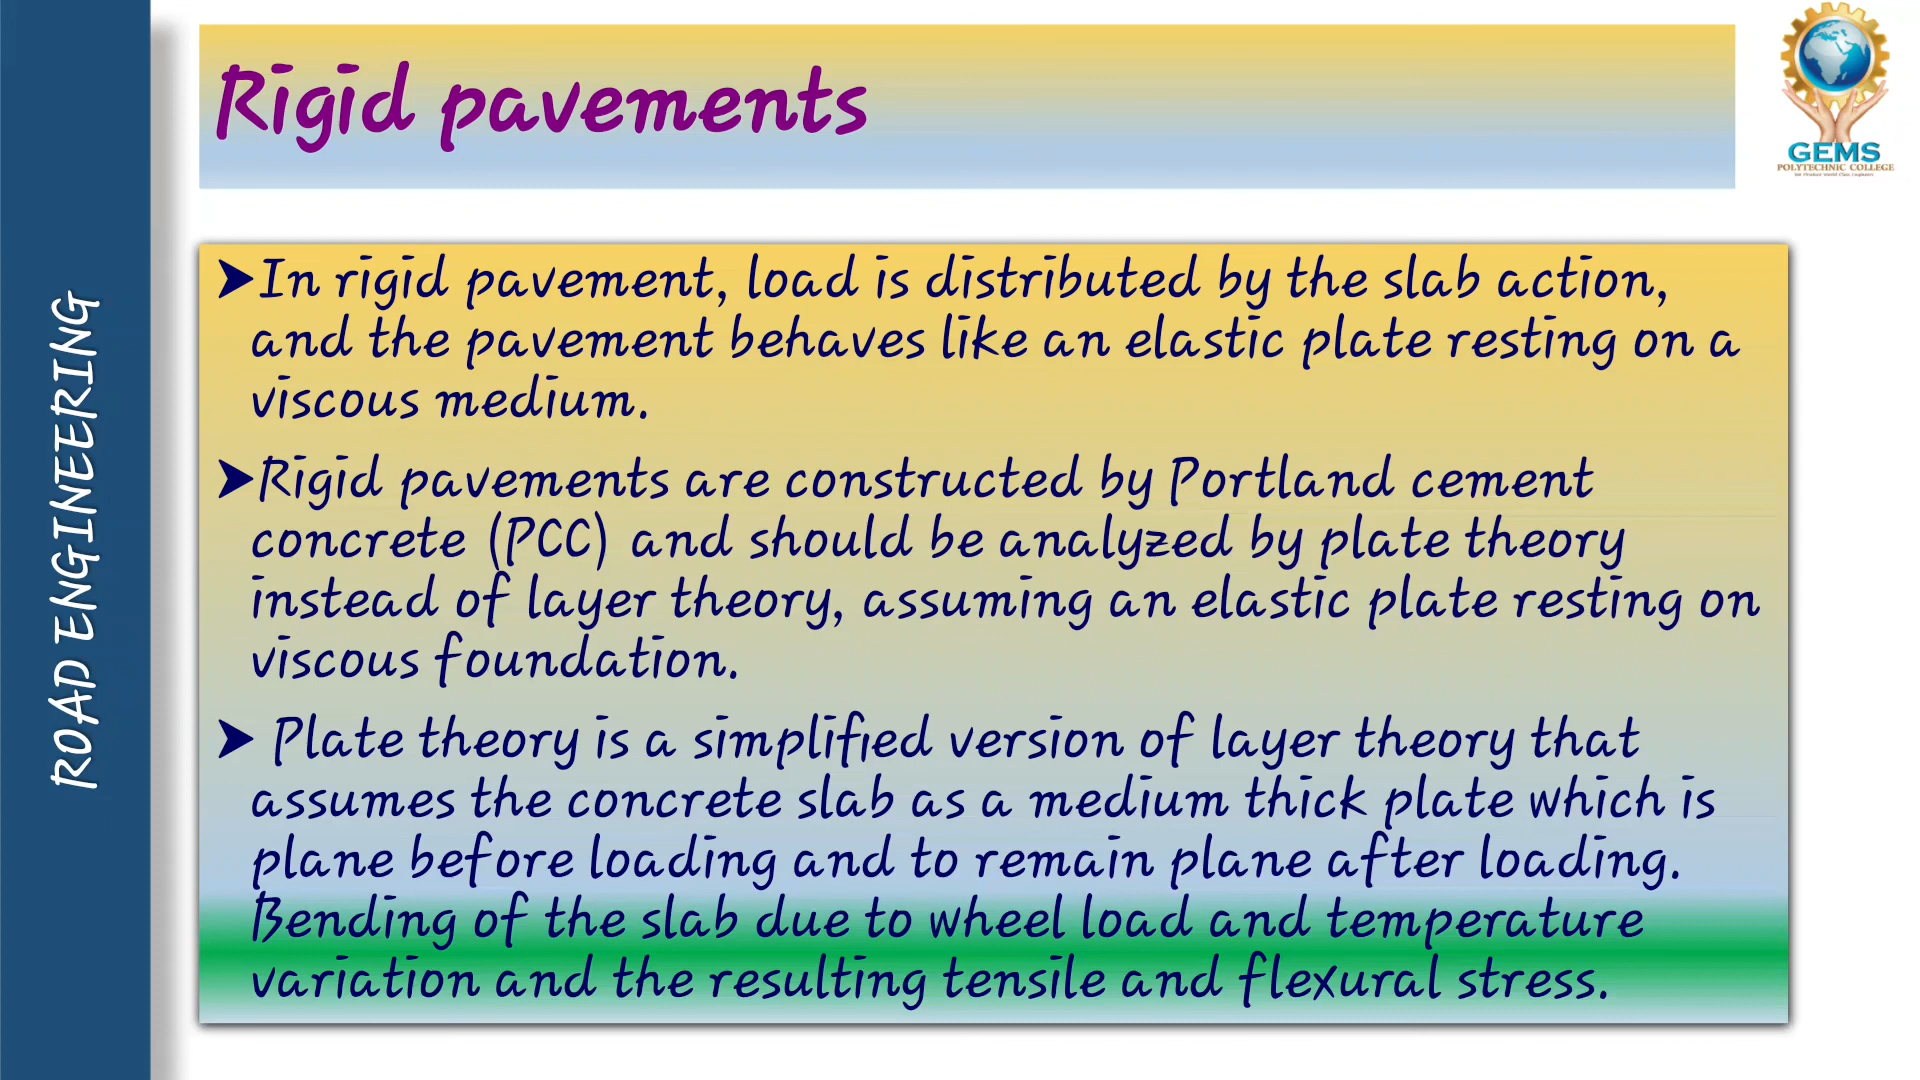 Rigid pavements
GEMS
POLYTECHNIC COLLEGE
We Produce World Class Engineers
ROAD ENGINEERING
➤In rigid pavement, load is distributed by the slab action,
and the pavement behaves like an elastic plate resting on a
viscous medium.
➤Rigid pavements are constructed by Portland cement
concrete (PCC) and should be analyzed by plate theory
instead of layer theory, assuming an elastic plate resting on
viscous foundation.
➤ Plate theory is a simplified version of layer theory that
assumes the concrete slab as a medium thick plate which is
plane before loading and to remain plane after loading.
Bending of the slab due to wheel load and temperature
variation and the resulting tensile and flexural stress.